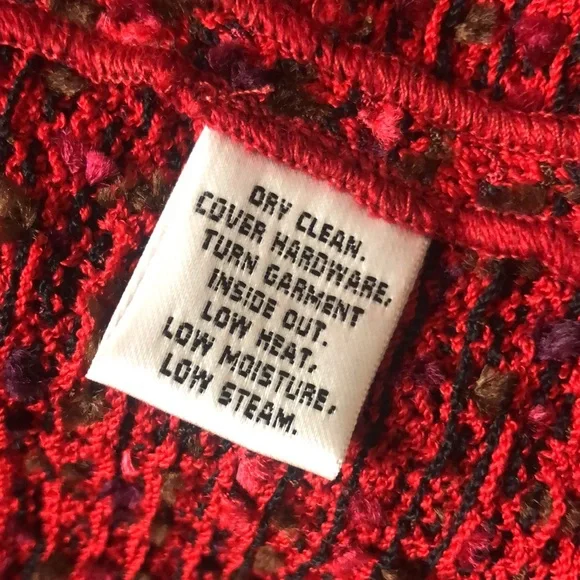 DRY CLEAN.
COVER HARDWARE,
TURN GARMENT
INSIDE OUT.
LOW HEAT,
LOW MOISTURE,
LOW STEAM.